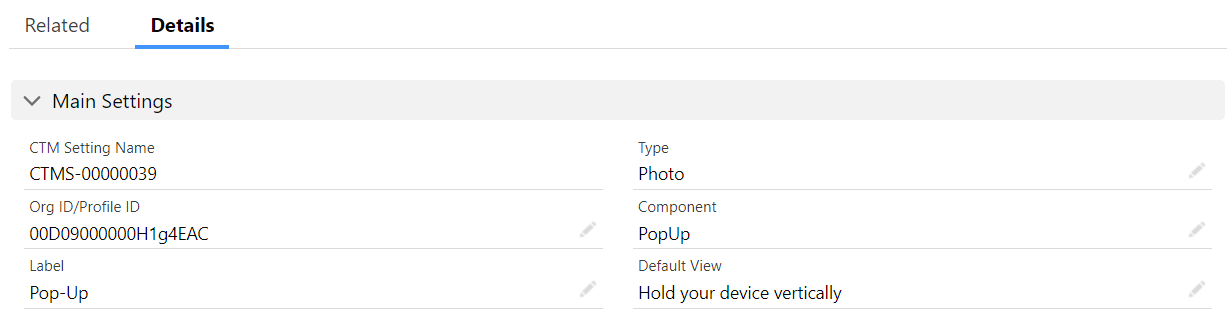 Related Details
Main Settings
CTM Setting Name
CTMS-00000039
Type
Photo
Org ID/Profile ID
00D09000000H1g4EAC
Component
PopUp
Label
Pop-Up
Default View
Hold your device vertically